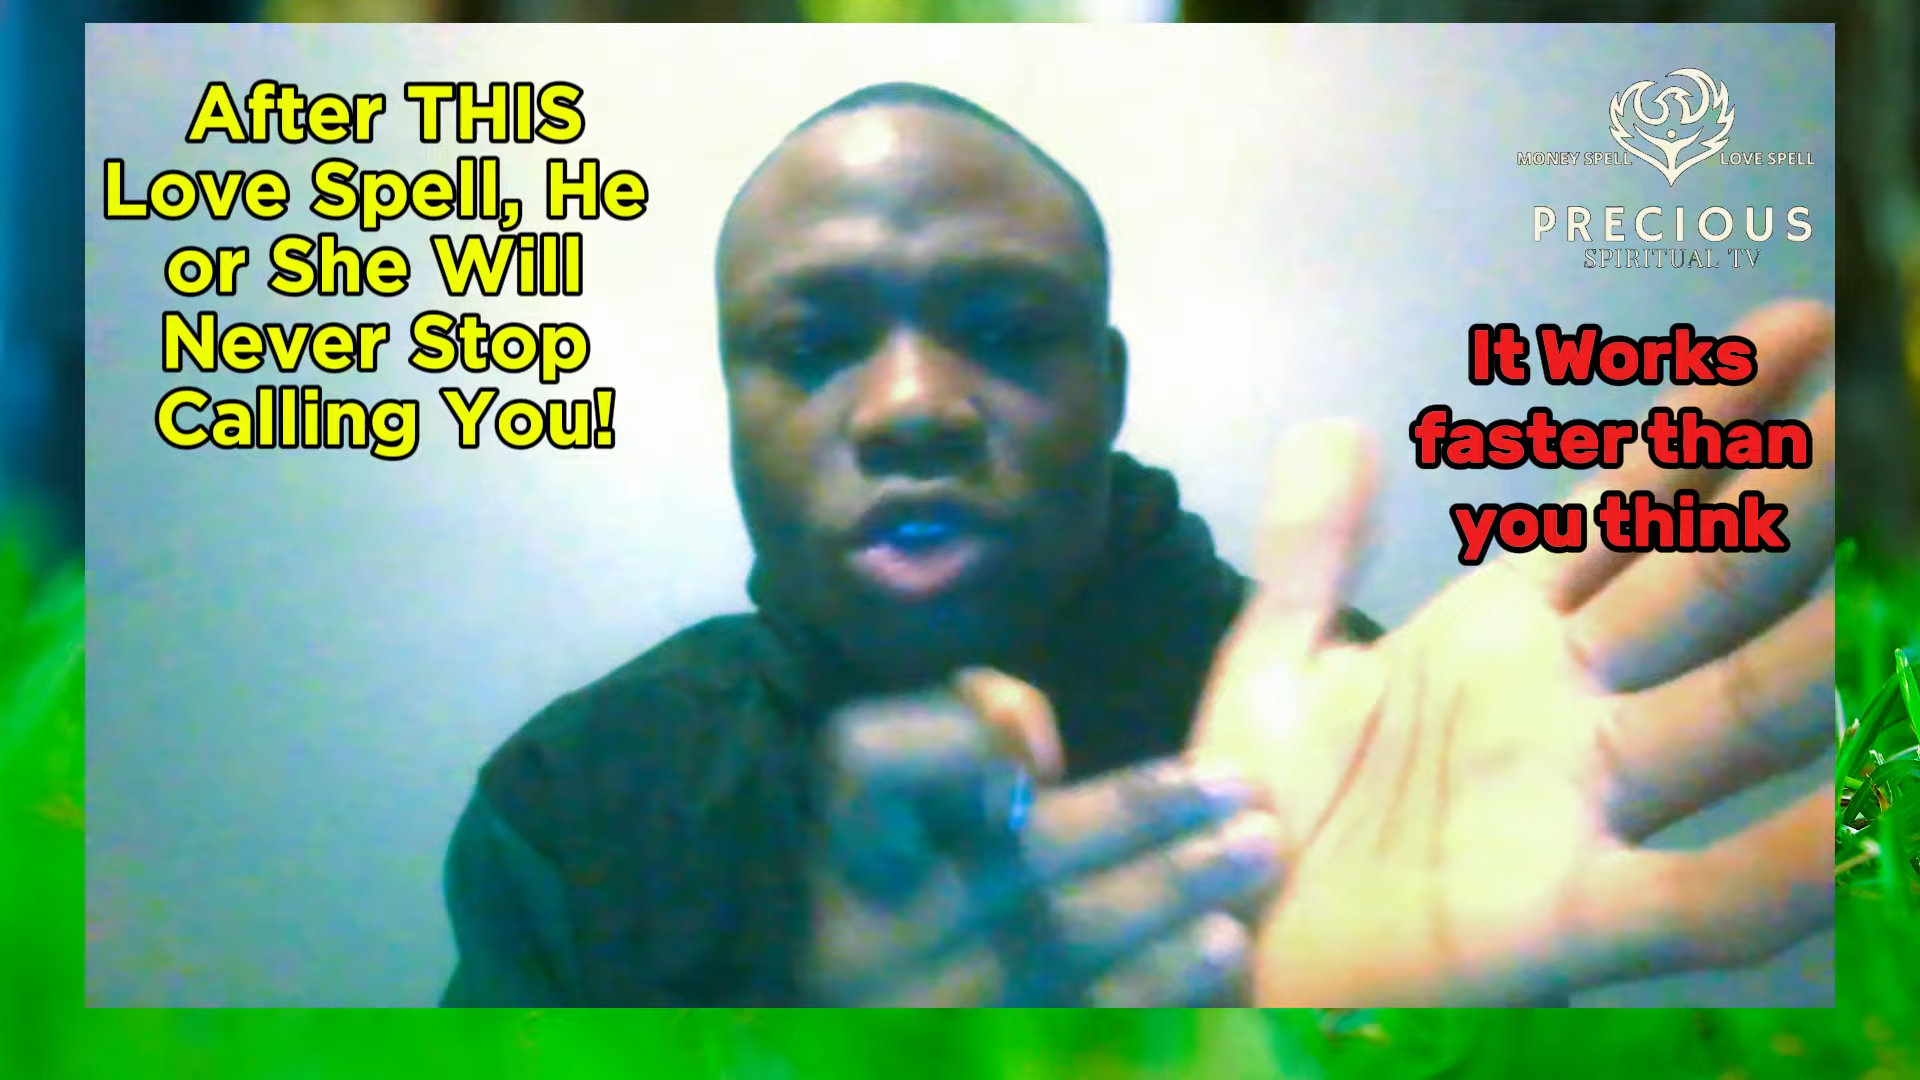 After THIS
Love Spell, He
or She Will
Never Stop
Calling You!
MONEY SPELL LOVE SPELL
PRECIOUS
SPIRITUAL TV
It Works
faster than
you think